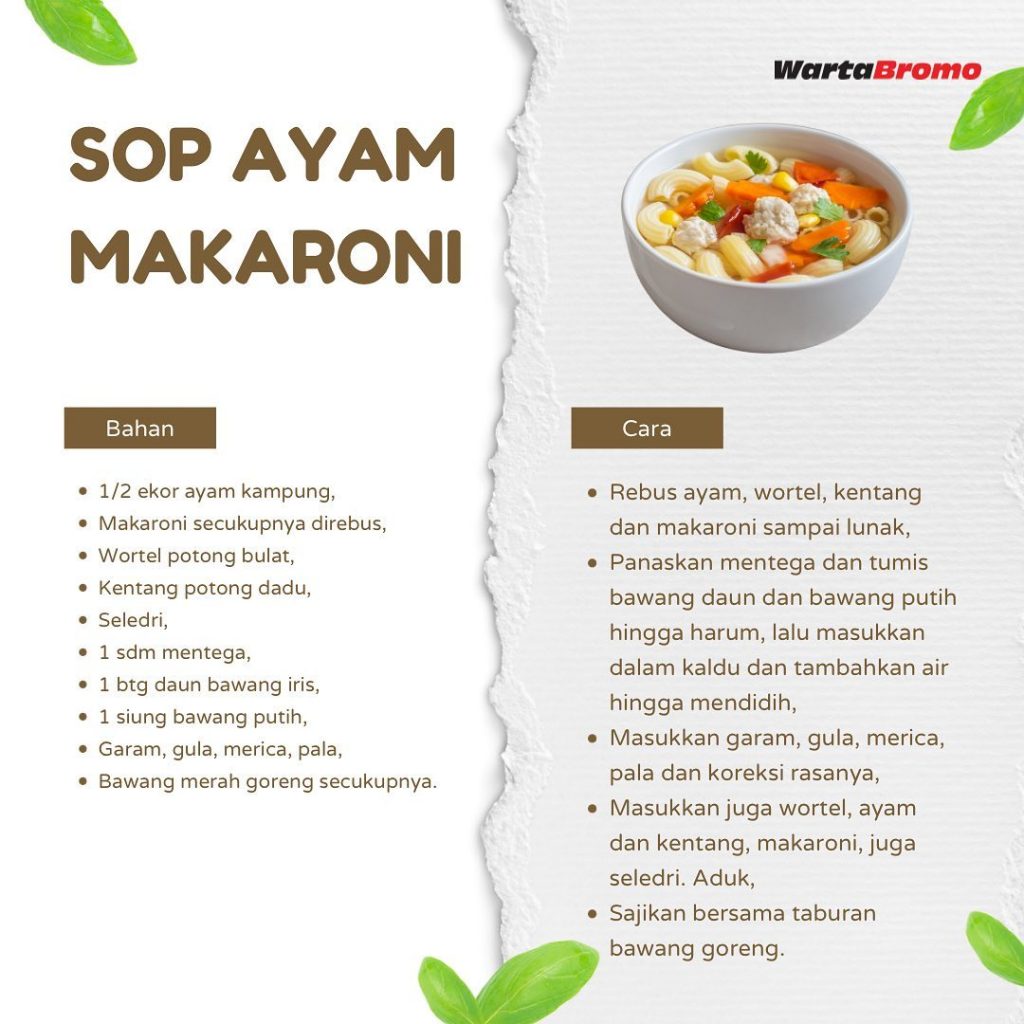 WartaBromo
SOP AYAM
MAKARONI
Bahan
• 1/2 ekor ayam kampung,
• Makaroni secukupnya direbus,
• Wortel potong bulat,
• Kentang potong dadu,
• Seledri,
• 1 sdm mentega,
• 1 btg daun bawang iris,
• 1 siung bawang putih,
• Garam, gula, merica, pala,
• Bawang merah goreng secukupnya.
Cara
• Rebus ayam, wortel, kentang
dan makaroni sampai lunak,
• Panaskan mentega dan tumis
bawang daun dan bawang putih
hingga harum, lalu masukkan
dalam kaldu dan tambahkan air
hingga mendidih,
• Masukkan garam, gula, merica,
pala dan koreksi rasanya,
• Masukkan juga wortel, ayam
dan kentang, makaroni, juga
seledri. Aduk,
• Sajikan bersama taburan
bawang goreng.